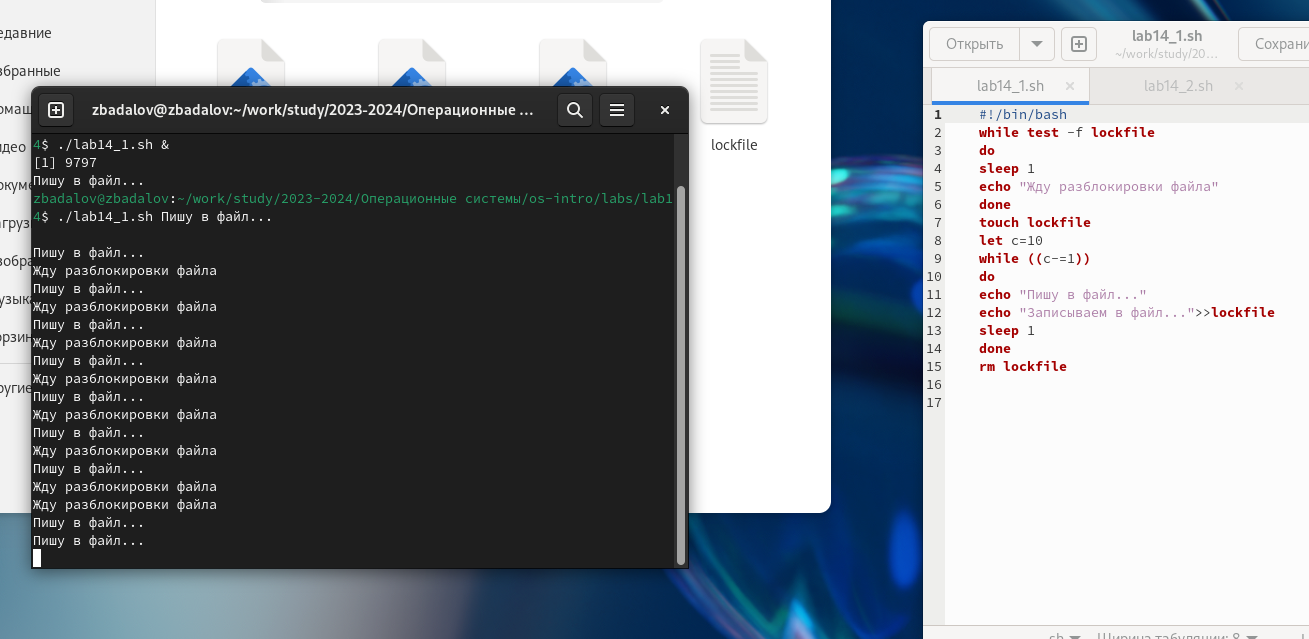 едавние
збранные
омаш
идео
окуме
агруз
зобра
узыка
орзин
ругие
lockfile
zbadalov@zbadalov:~/work/study/2023-2024/Операционные ...
4$ ./lab14_1.sh &
[1] 9797
Пишу в файл...
zbadalov@zbadalov:~/work/study/2023-2024/Операционные системы/os-intro/labs/lab1
4$ ./lab14_1.sh Пишу в файл...
Пишу в файл...
Жду разблокировки файла
Пишу в файл...
Жду разблокировки файла
Пишу в файл...
Жду разблокировки файла
Пишу в файл...
Жду разблокировки файла
Пишу в файл...
Жду разблокировки файла
Пишу в файл...
Жду разблокировки файла
Пишу в файл...
Жду разблокировки файла
Жду разблокировки файла
Пишу в файл...
Пишу в файл...
Открыть
lab14_1.sh
~/work/study/20...
Сохрани
lab14_1.sh × lab14_2.sh ×
1 #!/bin/bash
2 while test -f lockfile
3 do
4 sleep 1
5 echo "Жду разблокировки файла"
6 done
7 touch lockfile
8 let c=10
9 while ((c-=1))
10 do
11 echo "Пишу в файл..."
12 echo "Записываем в файл...">>lockfile
13 sleep 1
14 done
15 rm lockfile
16
17
sh Ширина табуляции: 8